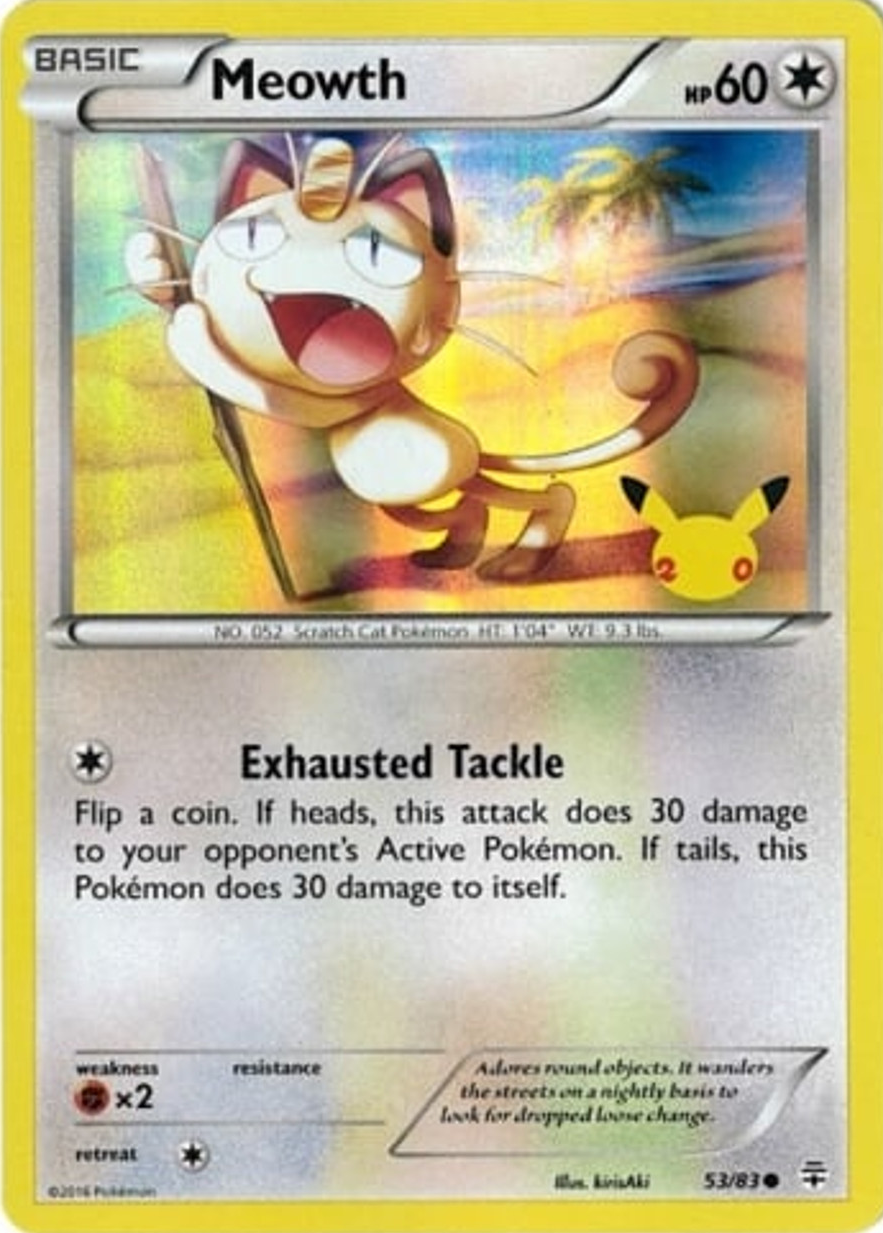 BASIC
Meowth
HP60
20
NO. 052 Scratch Cat Pokémon HT: 1'04" WT: 9.3 lbs.
Exhausted Tackle
Flip a coin. If heads, this attack does 30 damage
to your opponent's Active Pokémon. If tails, this
Pokémon does 30 damage to itself.
weakness resistance
×2
Adores round objects. It wanders
the streets on a nightly basis to
look for dropped loose change.
retreat
©2016 Pokémon
Illus. kirisAki
53/83